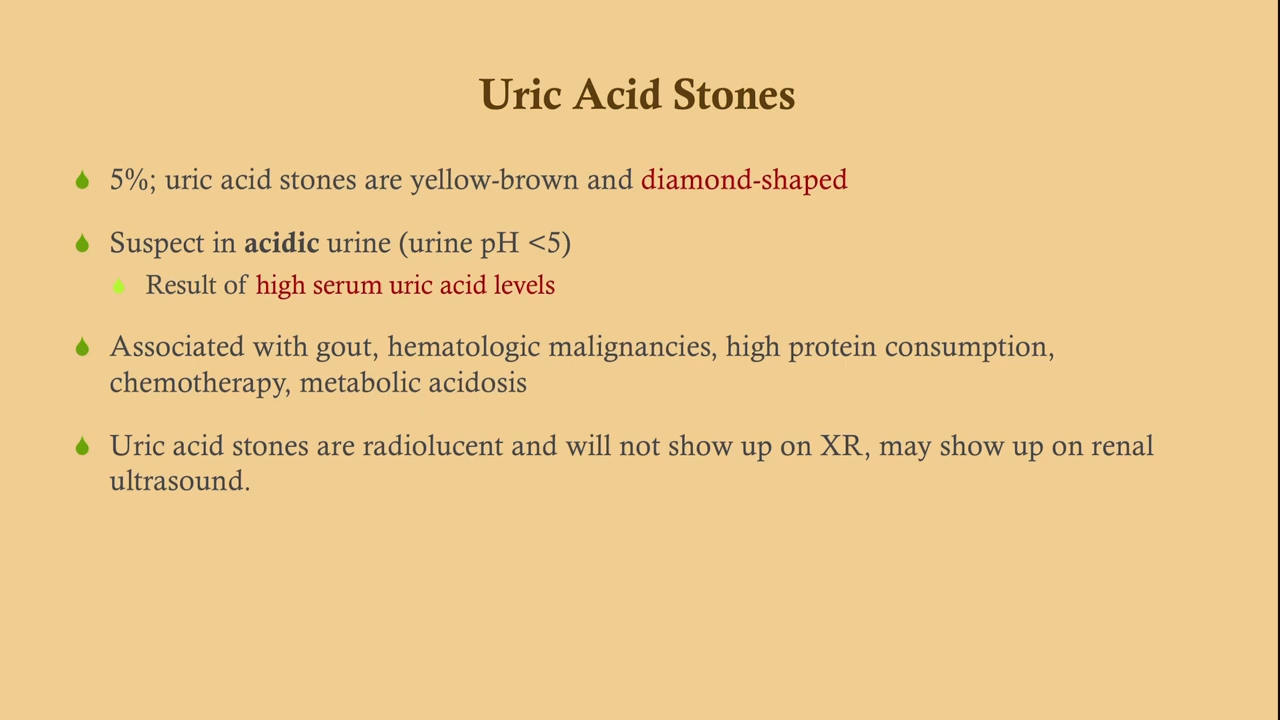 Uric Acid Stones
5%; uric acid stones are yellow-brown and diamond-shaped
Suspect in acidic urine (urine pH <5)
Result of high serum uric acid levels
Associated with gout, hematologic malignancies, high protein consumption,
chemotherapy, metabolic acidosis
Uric acid stones are radiolucent and will not show up on XR, may show up on renal
ultrasound.